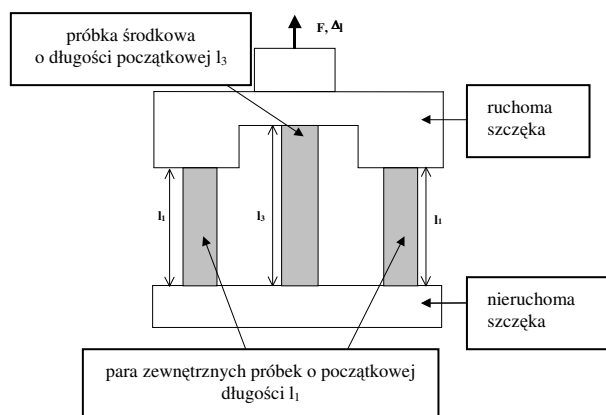 próbka środkowa
o długości początkowej l3
F, Δl
ruchoma
szczęka
l1
l3
l1
nieruchoma
szczęka
para zewnętrznych próbek o początkowej
długości l1